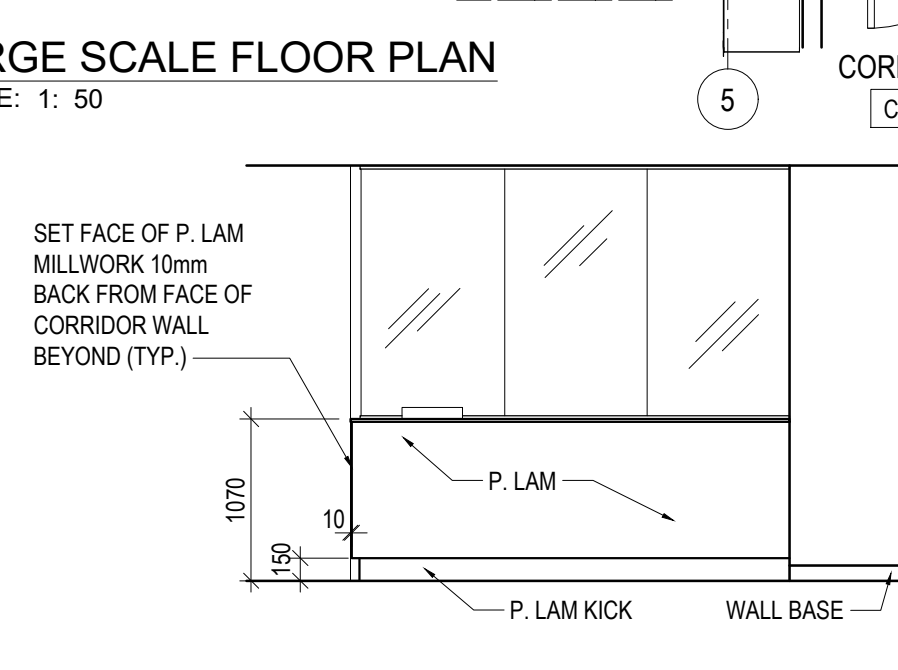 RGE SCALE FLOOR PLAN
E: 1: 50
5
COR
C
SET FACE OF P. LAM
MILLWORK 10mm
BACK FROM FACE OF
CORRIDOR WALL
BEYOND (TYP.)
1070
10
150
P. LAM
P. LAM KICK
WALL BASE